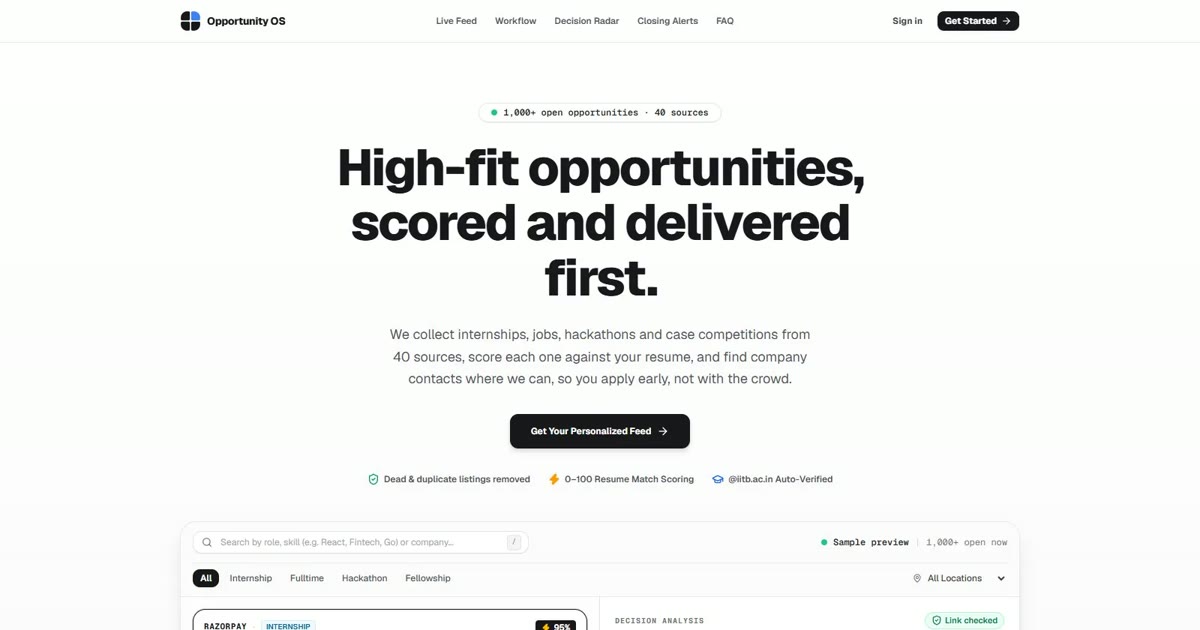 Opportunity OS
Live Feed Workflow Decision Radar Closing Alerts FAQ
Sign in
Get Started →
1,000+ open opportunities · 40 sources
High-fit opportunities,
scored and delivered
first.
We collect internships, jobs, hackathons and case competitions from
40 sources, score each one against your resume, and find company
contacts where we can, so you apply early, not with the crowd.
Get Your Personalized Feed →
Dead & duplicate listings removed
0–100 Resume Match Scoring
@iitb.ac.in Auto-Verified
Search by role, skill (e.g. React, Fintech, Go) or company...
/
Sample preview | 1,000+ open now
All Internship Fulltime Hackathon Fellowship
All Locations
RAZORPAY · INTERNSHIP
95%
DECISION ANALYSIS
Link checked